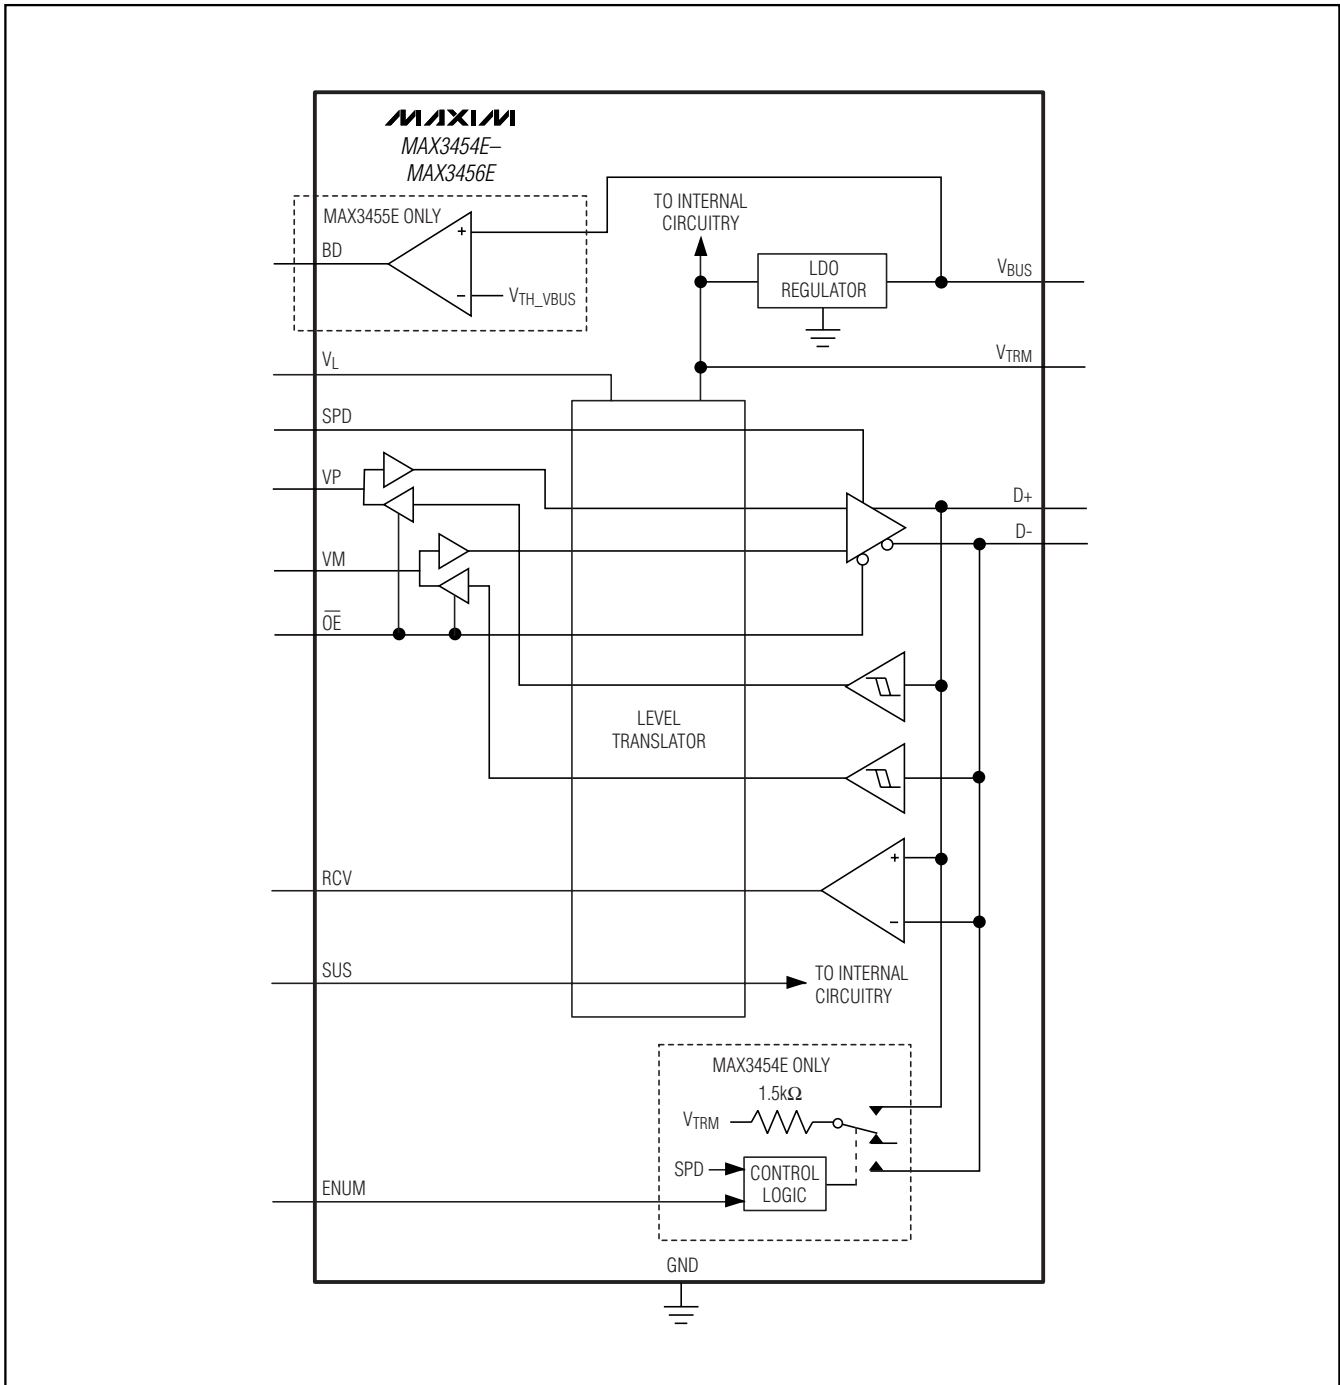 MAXIM
MAX3454E–
MAX3456E
MAX3455E ONLY
BD
+
–
VTH_VBUS
TO INTERNAL
CIRCUITRY
LDO
REGULATOR
VBUS
VTRM
VL
SPD
VP
VM
OE
D+
D-
LEVEL
TRANSLATOR
RCV
+
–
SUS
TO INTERNAL
CIRCUITRY
MAX3454E ONLY
1.5kΩ
VTRM
SPD
CONTROL
LOGIC
ENUM
GND